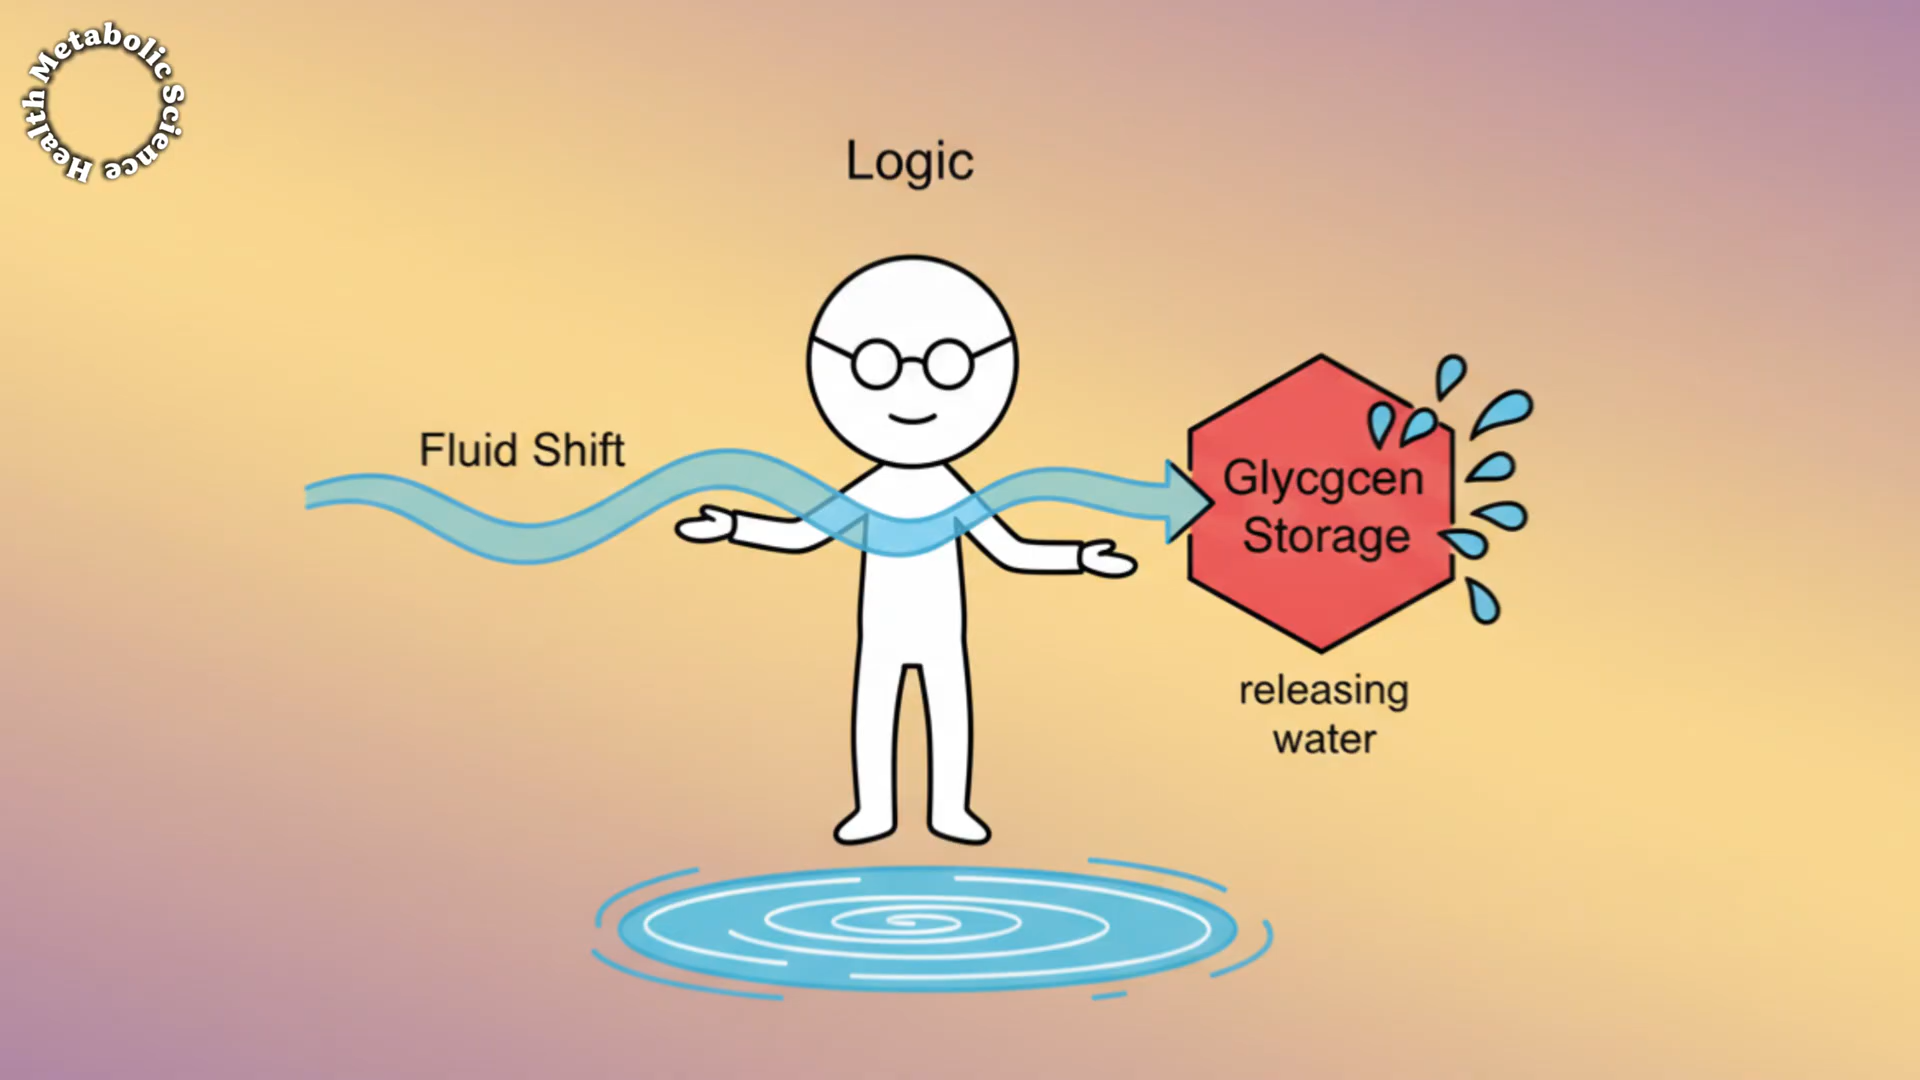 Metabolic Science Health
Logic
Fluid Shift
Glycgcen
Storage
releasing
water